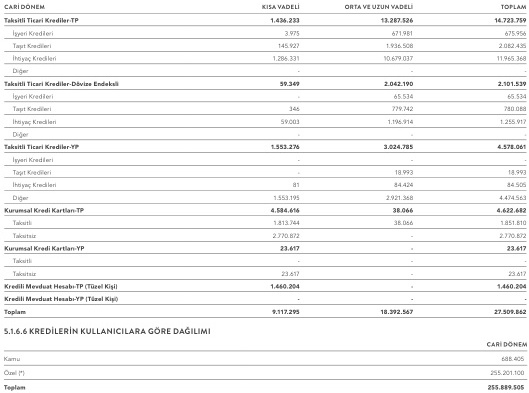 CARİ DÖNEM KISA VADELİ ORTA VE UZUN VADELİ TOPLAM
Taksitli Ticari Krediler-TP 1.436.233 13.287.526 14.723.759
İşyeri Kredileri 3.975 671.981 675.956
Taşıt Kredileri 145.927 1.936.508 2.082.435
İhtiyaç Kredileri 1.286.331 10.679.037 11.965.368
Diğer - - -
Taksitli Ticari Krediler-Dövize Endeksli 59.349 2.042.190 2.101.539
İşyeri Kredileri - 65.534 65.534
Taşıt Kredileri 346 779.742 780.088
İhtiyaç Kredileri 59.003 1.196.914 1.255.917
Diğer - - -
Taksitli Ticari Krediler-YP 1.553.276 3.024.785 4.578.061
İşyeri Kredileri - - -
Taşıt Kredileri - 18.993 18.993
İhtiyaç Kredileri 81 84.424 84.505
Diğer 1.553.195 2.921.368 4.474.563
Kurumsal Kredi Kartları-TP 4.584.616 38.066 4.622.682
Taksitli 1.813.744 38.066 1.851.810
Taksitsiz 2.770.872 - 2.770.872
Kurumsal Kredi Kartları-YP 23.617 - 23.617
Taksitli - - -
Taksitsiz 23.617 - 23.617
Kredili Mevduat Hesabı-TP (Tüzel Kişi) 1.460.204 - 1.460.204
Kredili Mevduat Hesabı-YP (Tüzel Kişi) - - -
Toplam 9.117.295 18.392.567 27.509.862
5.1.6.6 KREDİLERİN KULLANICILARA GÖRE DAĞILIMI
CARİ DÖNEM
Kamu 688.405
Özel (*) 255.201.100
Toplam 255.889.505